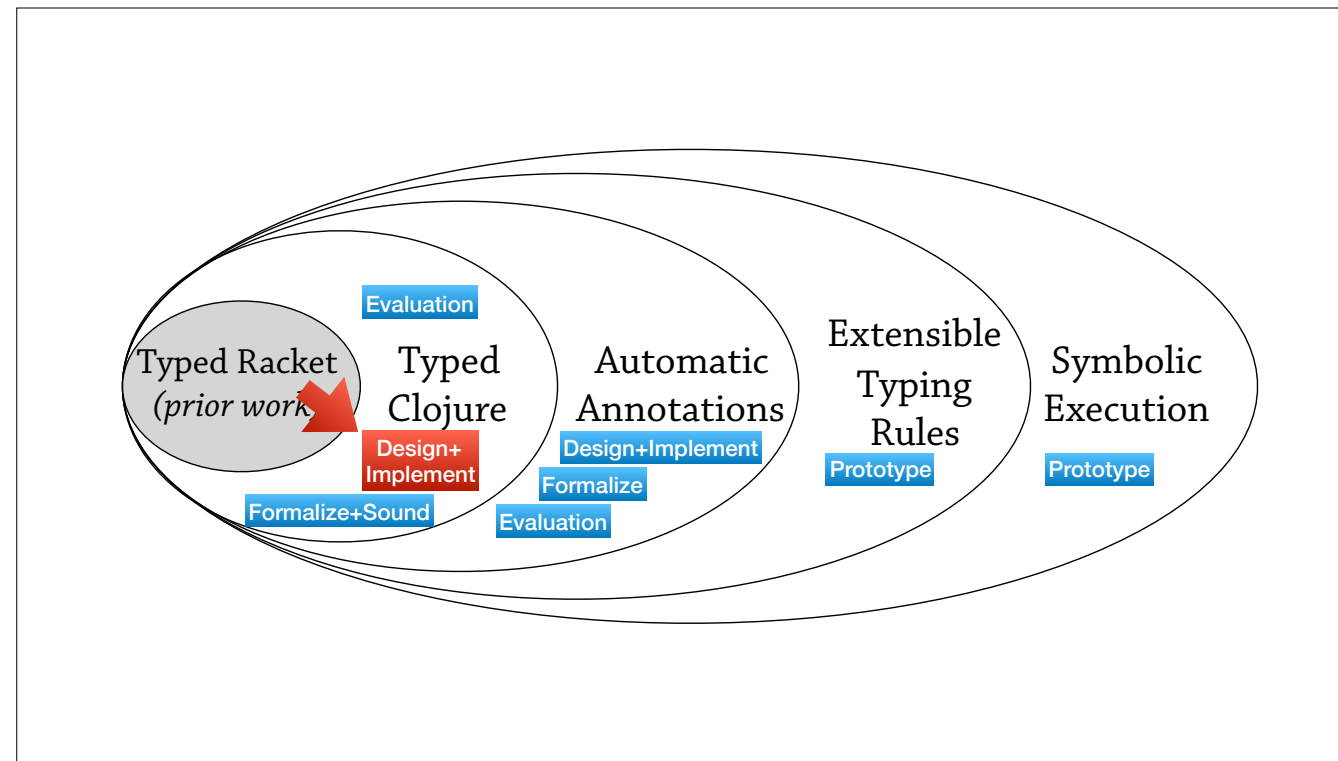 Typed Racket
(prior work)
Evaluation
Typed
Clojure
Design+
Implement
Formalize+Sound
Automatic
Annotations
Design+Implement
Formalize
Evaluation
Extensible
Typing
Rules
Prototype
Symbolic
Execution
Prototype